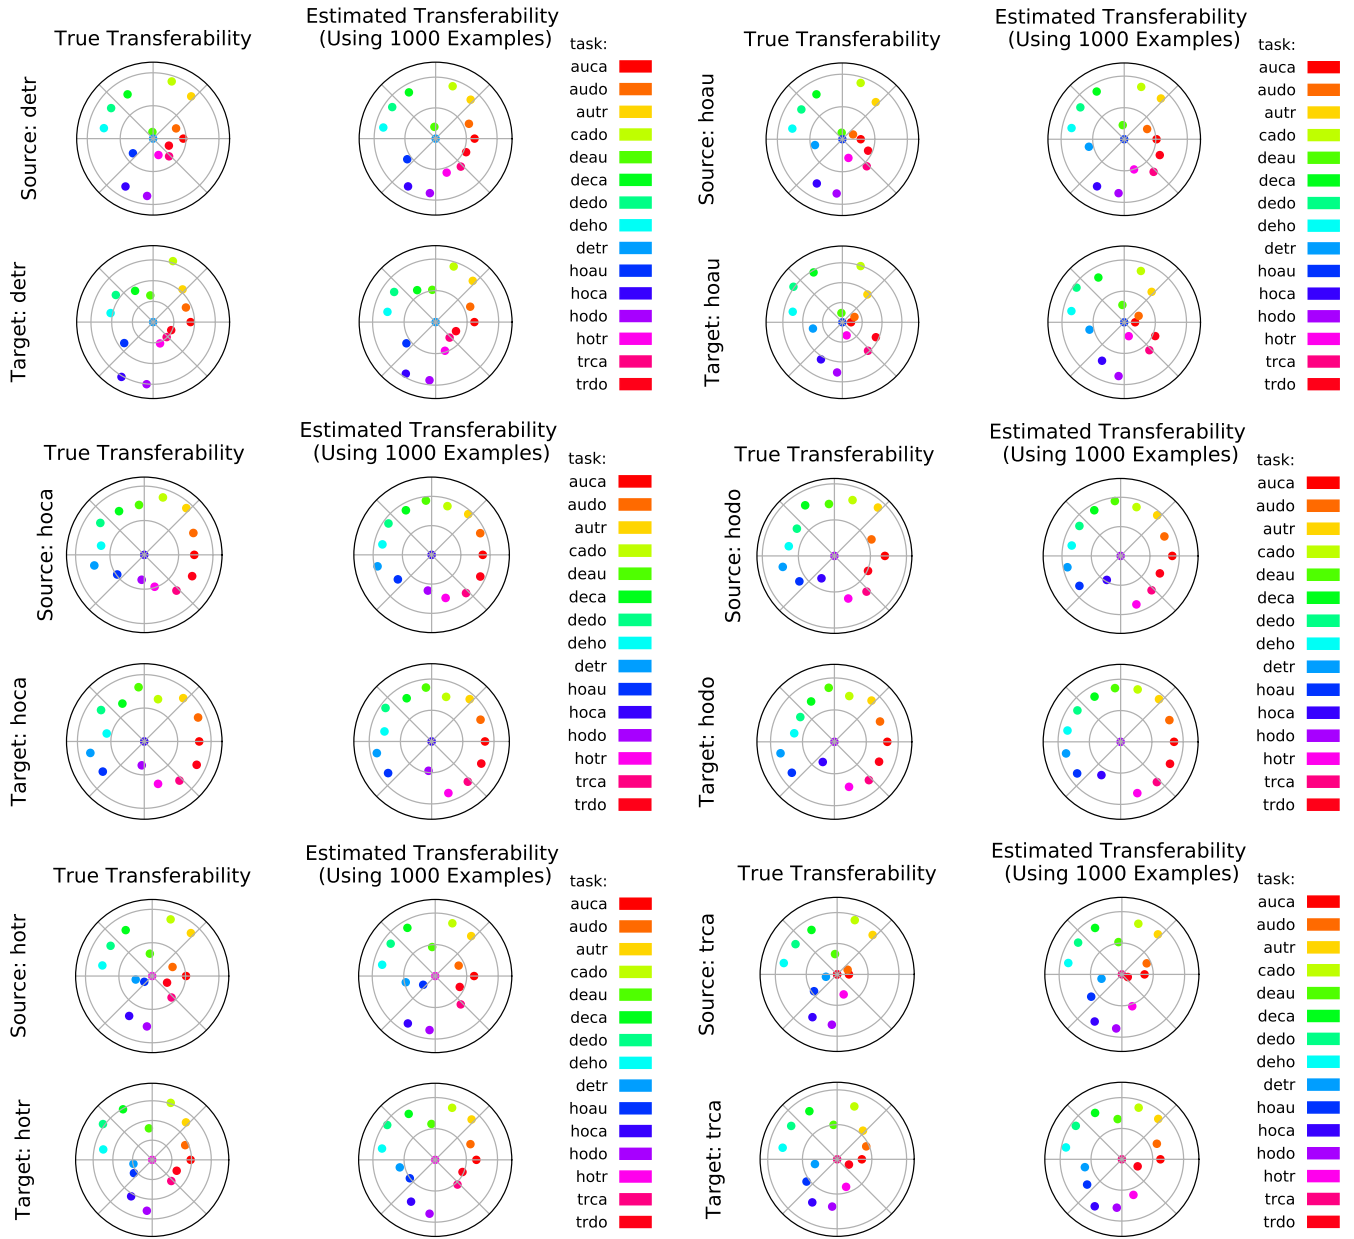 True Transferability
Estimated Transferability
(Using 1000 Examples)
task:
auca
audo
autr
cado
deau
deca
dedo
deho
detr
hoau
hoca
hodo
hotr
trca
trdo
Source: detr
Target: detr
True Transferability
Estimated Transferability
(Using 1000 Examples)
task:
auca
audo
autr
cado
deau
deca
dedo
deho
detr
hoau
hoca
hodo
hotr
trca
trdo
Source: hoau
Target: hoau
True Transferability
Estimated Transferability
(Using 1000 Examples)
task:
auca
audo
autr
cado
deau
deca
dedo
deho
detr
hoau
hoca
hodo
hotr
trca
trdo
Source: hoca
Target: hoca
True Transferability
Estimated Transferability
(Using 1000 Examples)
task:
auca
audo
autr
cado
deau
deca
dedo
deho
detr
hoau
hoca
hodo
hotr
trca
trdo
Source: hodo
Target: hodo
True Transferability
Estimated Transferability
(Using 1000 Examples)
task:
auca
audo
autr
cado
deau
deca
dedo
deho
detr
hoau
hoca
hodo
hotr
trca
trdo
Source: hotr
Target: hotr
True Transferability
Estimated Transferability
(Using 1000 Examples)
task:
auca
audo
autr
cado
deau
deca
dedo
deho
detr
hoau
hoca
hodo
hotr
trca
trdo
Source: trca
Target: trca